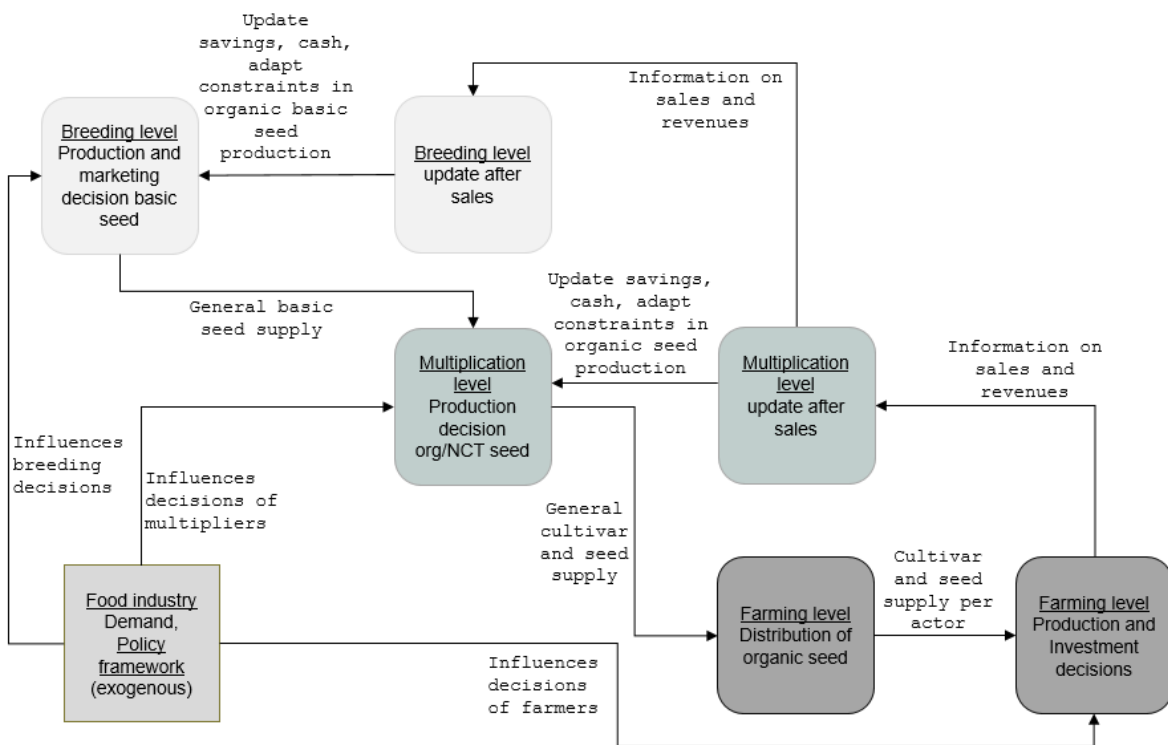 Update
savings, cash,
adapt
constraints in
organic basic
seed
production
Information on
sales and
revenues
Breeding level
Production and
marketing
decision basic
seed
Breeding level
update after
sales
General basic
seed supply
Update savings,
cash, adapt
constraints in
organic seed
production
Information on
sales and
revenues
Multiplication
level
Production
decision
org/NCT seed
Multiplication
level
update after
sales
Influences
breeding
decisions
Influences
decisions of
multipliers
General
cultivar
and seed
supply
Cultivar
and seed
supply per
actor
Food industry
Demand,
Policy
framework
(exogenous)
Farming level
Distribution of
organic seed
Farming level
Production and
Investment
decisions
Influences
decisions
of farmers